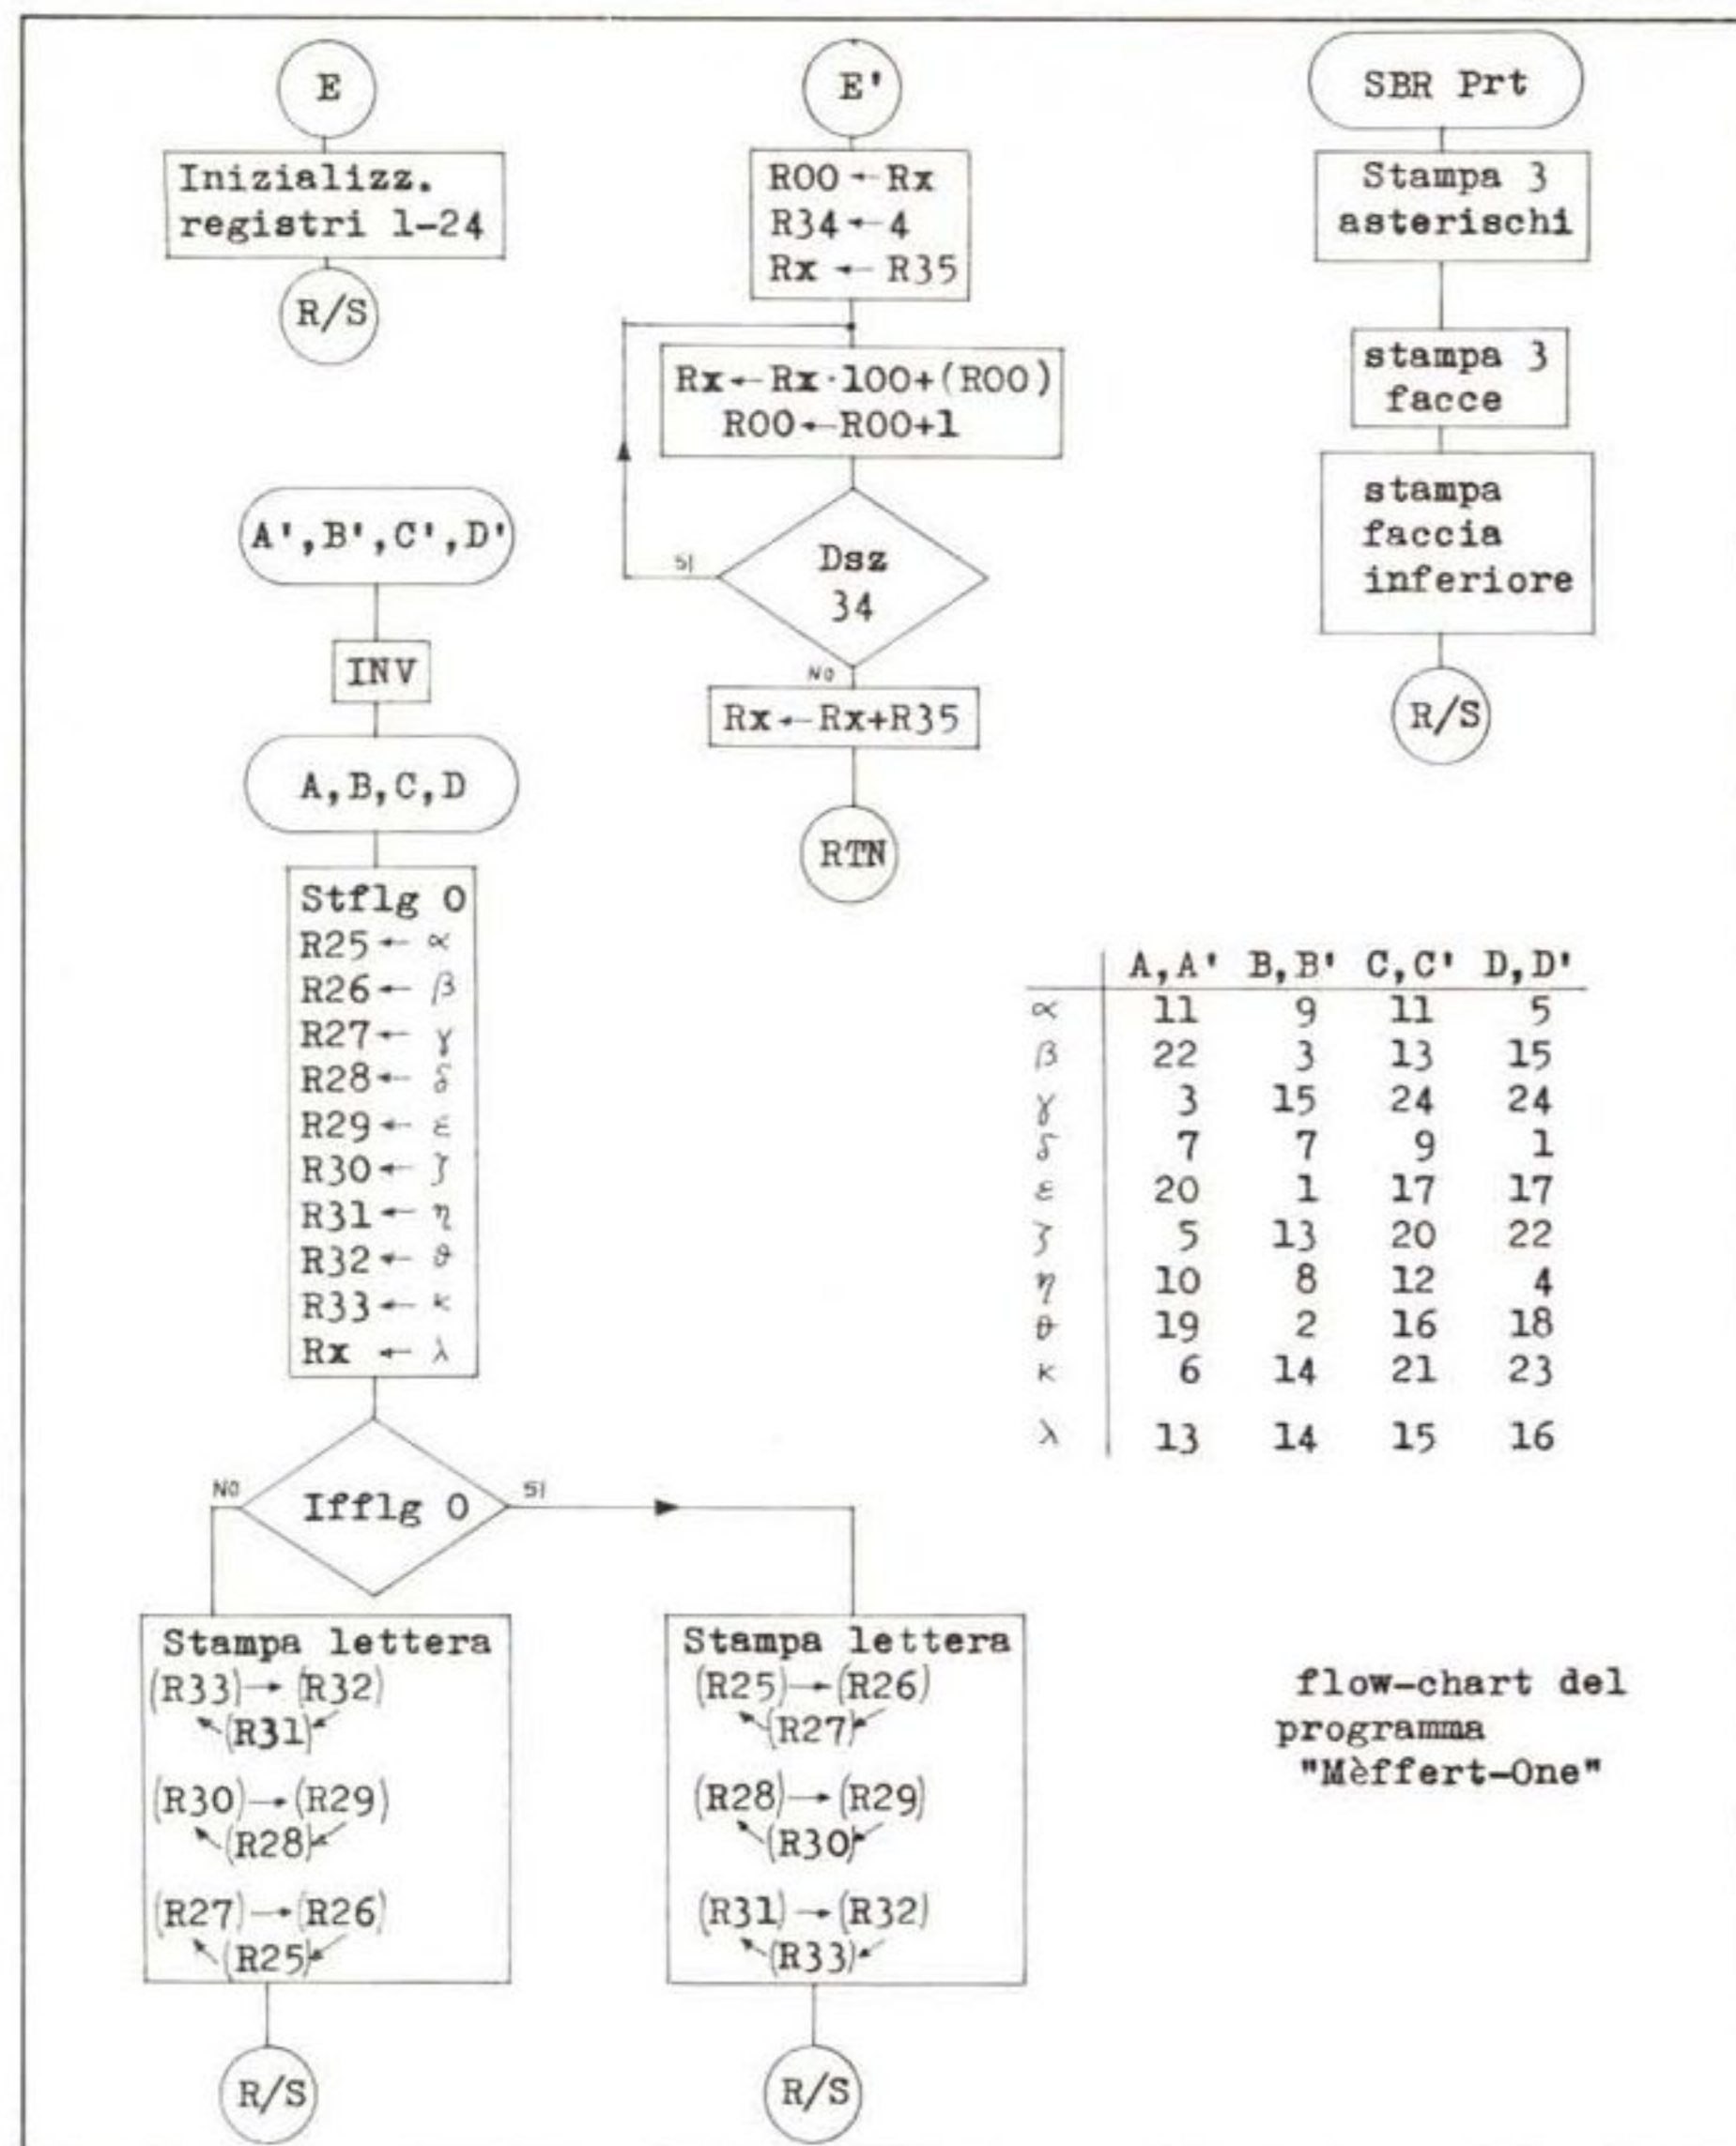 E
Inizializz.
registri 1-24
R/S
A',B',C',D'
INV
A,B,C,D
Stflg 0
R25← α
R26← β
R27← γ
R28← δ
R29← ε
R30← ζ
R31← η
R32← θ
R33← κ
Rx ← λ
Ifflg 0
NO
SI
Stampa lettera
(R33)→(R32)
(R31)
(R30)→(R29)
(R28)
(R27)→(R26)
(R25)
R/S
Stampa lettera
(R25)→(R26)
(R27)
(R28)→(R29)
(R30)
(R31)→(R32)
(R33)
R/S
E'
R00←Rx
R34←4
Rx ← R35
Rx←Rx·100+(R00)
R00←R00+1
SI
Dsz
34
NO
Rx←Rx+R35
RTN
SBR Prt
Stampa 3
asterischi
stampa 3
facce
stampa
faccia
inferiore
R/S
A,A' B,B' C,C' D,D'
α 11 9 11 5
β 22 3 13 15
γ 3 15 24 24
δ 7 7 9 1
ε 20 1 17 17
ζ 5 13 20 22
η 10 8 12 4
θ 19 2 16 18
κ 6 14 21 23
λ 13 14 15 16
flow-chart del
programma
"Mèffert-One"